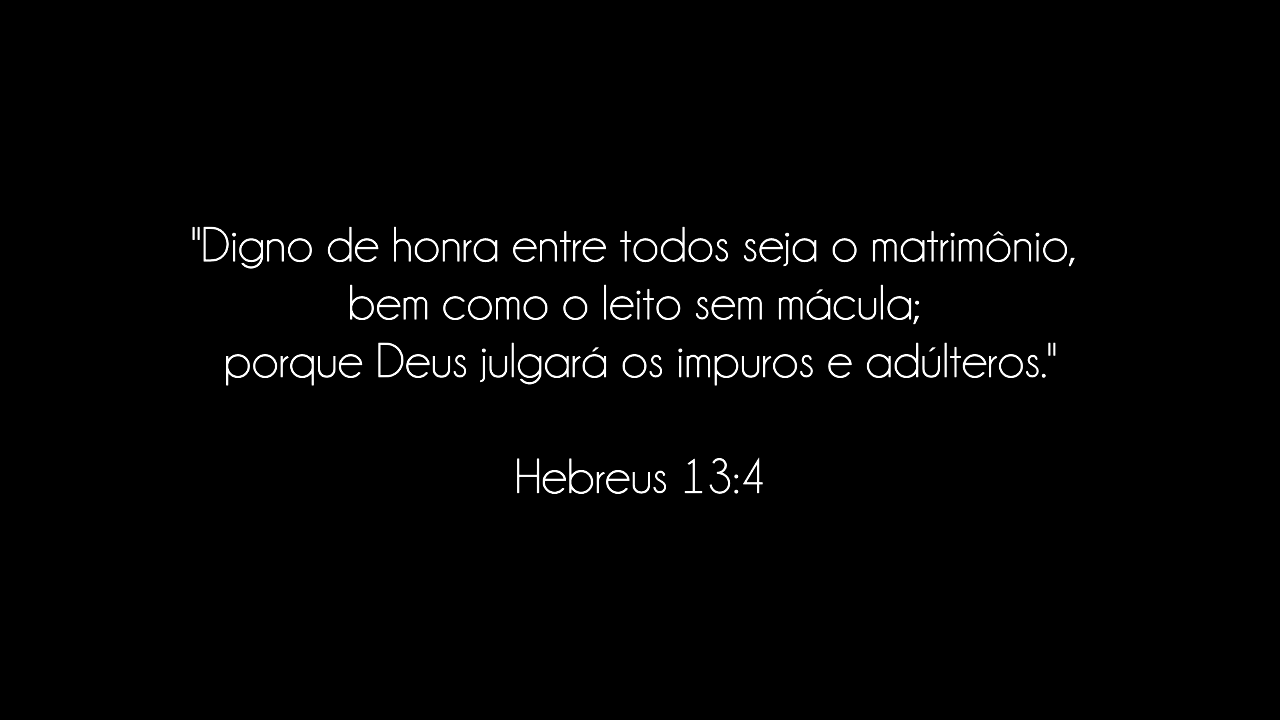 "Digno de honra entre todos seja o matrimônio,
bem como o leito sem mácula;
porque Deus julgará os impuros e adúlteros."
Hebreus 13:4